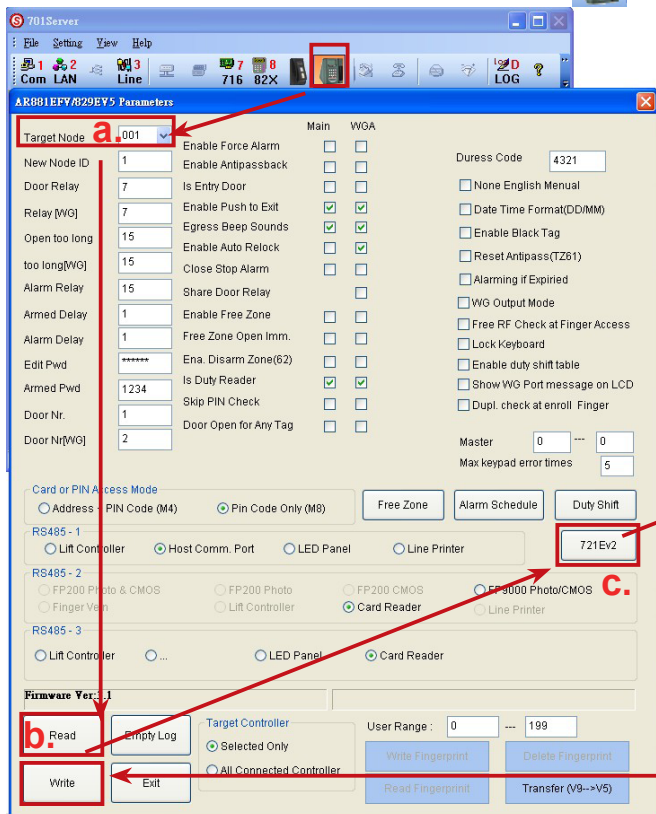 701Server
File Setting View Help
1 2 3 7 8 D
Com LAN Line 716 82X LOG ?
AR881EFV/829EV5 Parameters
Main WGA
Target Node a. 001
Enable Force Alarm
New Node ID 1 Enable Antipassback Duress Code 4321
Door Relay 7 Is Entry Door None English Menual
Relay [WG] 7 Enable Push to Exit Date Time Format(DD/MM)
Open too long 15 Egress Beep Sounds Enable Black Tag
Enable Auto Relock Reset Antipass(TZ61)
too long[WG] 15 Close Stop Alarm Alarming if Expiried
Alarm Relay 15 Share Door Relay WG Output Mode
Armed Delay 1 Enable Free Zone Free RF Check at Finger Access
Alarm Delay 1 Free Zone Open Imm. Lock Keyboard
Edit Pwd ****** Ena. Disarm Zone(62) Enable duty shift table
Armed Pwd 1234 Is Duty Reader Show WG Port message on LCD
Skip PIN Check Dupl. check at enroll Finger
Door Nr. 1 Door Open for Any Tag
Door Nr[WG] 2 Master 0 --- 0
Max keypad error times 5
Card or PIN Access Mode
Address + PIN Code (M4) Pin Code Only (M8) Free Zone Alarm Schedule Duty Shift
RS485 - 1
Lift Controller Host Comm. Port LED Panel Line Printer 721Ev2
RS485 - 2 c.
FP200 Photo & CMOS FP200 Photo FP200 CMOS FP9000 Photo/CMOS
Finger Vein Lift Controller Card Reader Line Printer
RS485 - 3
Lift Controller ... LED Panel Card Reader
Firmware Ver:1.1
b. Read Empty Log Target Controller User Range : 0 --- 199
Selected Only Write Fingerprint Delete Fingerprint
All Connected Controller
Write Exit Read Fingerprint Transfer (V9-->V5)